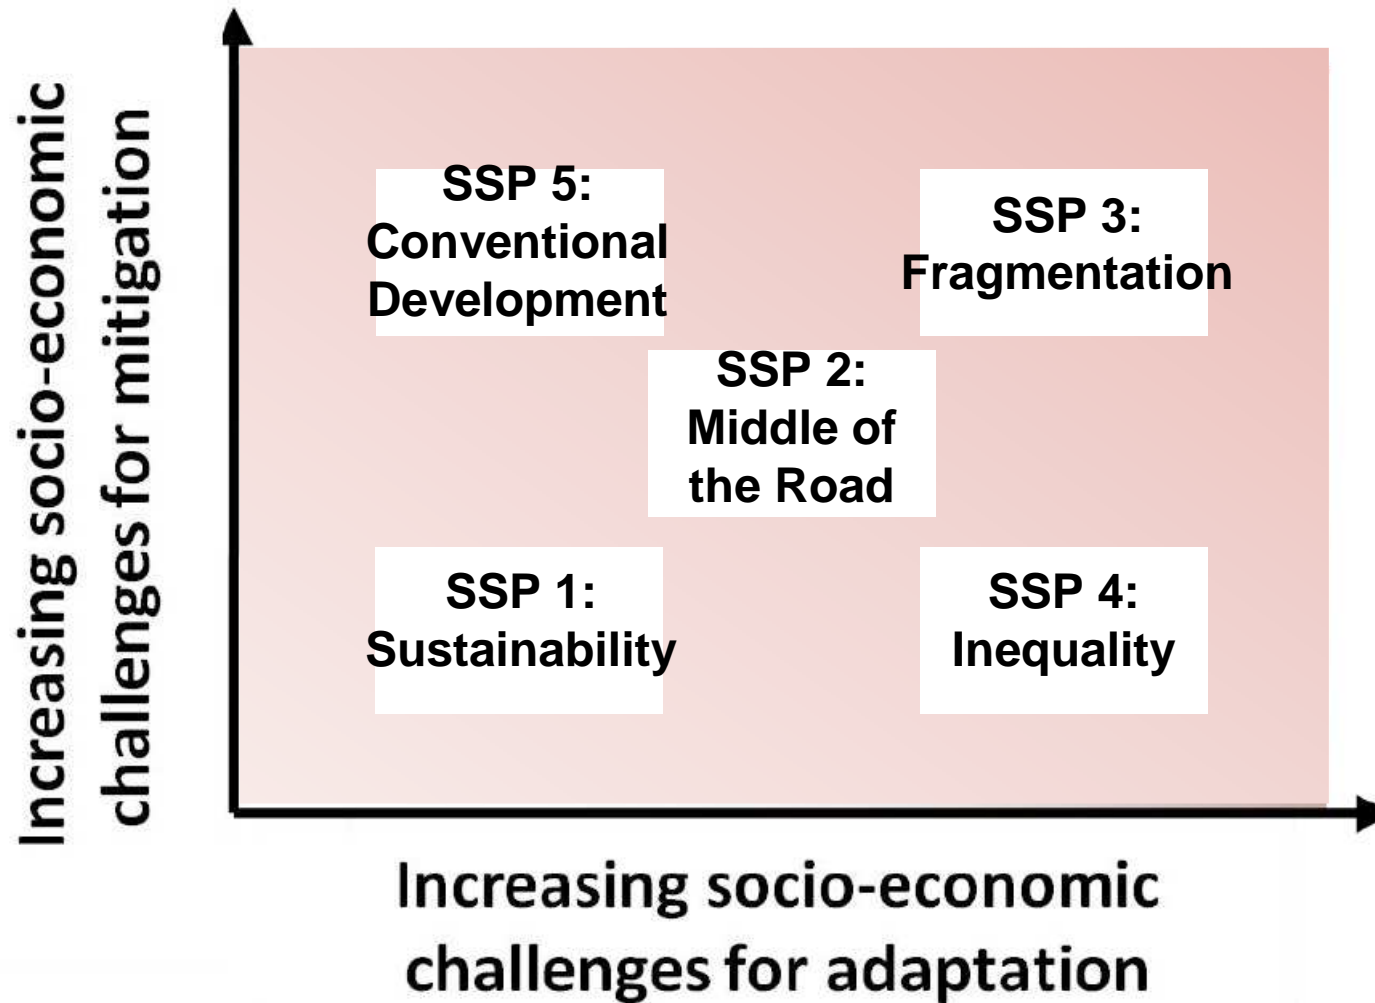 Increasing socio-economic
challenges for mitigation
SSP 5:
Conventional
Development
SSP 3:
Fragmentation
SSP 2:
Middle of
the Road
SSP 1:
Sustainability
SSP 4:
Inequality
Increasing socio-economic
challenges for adaptation